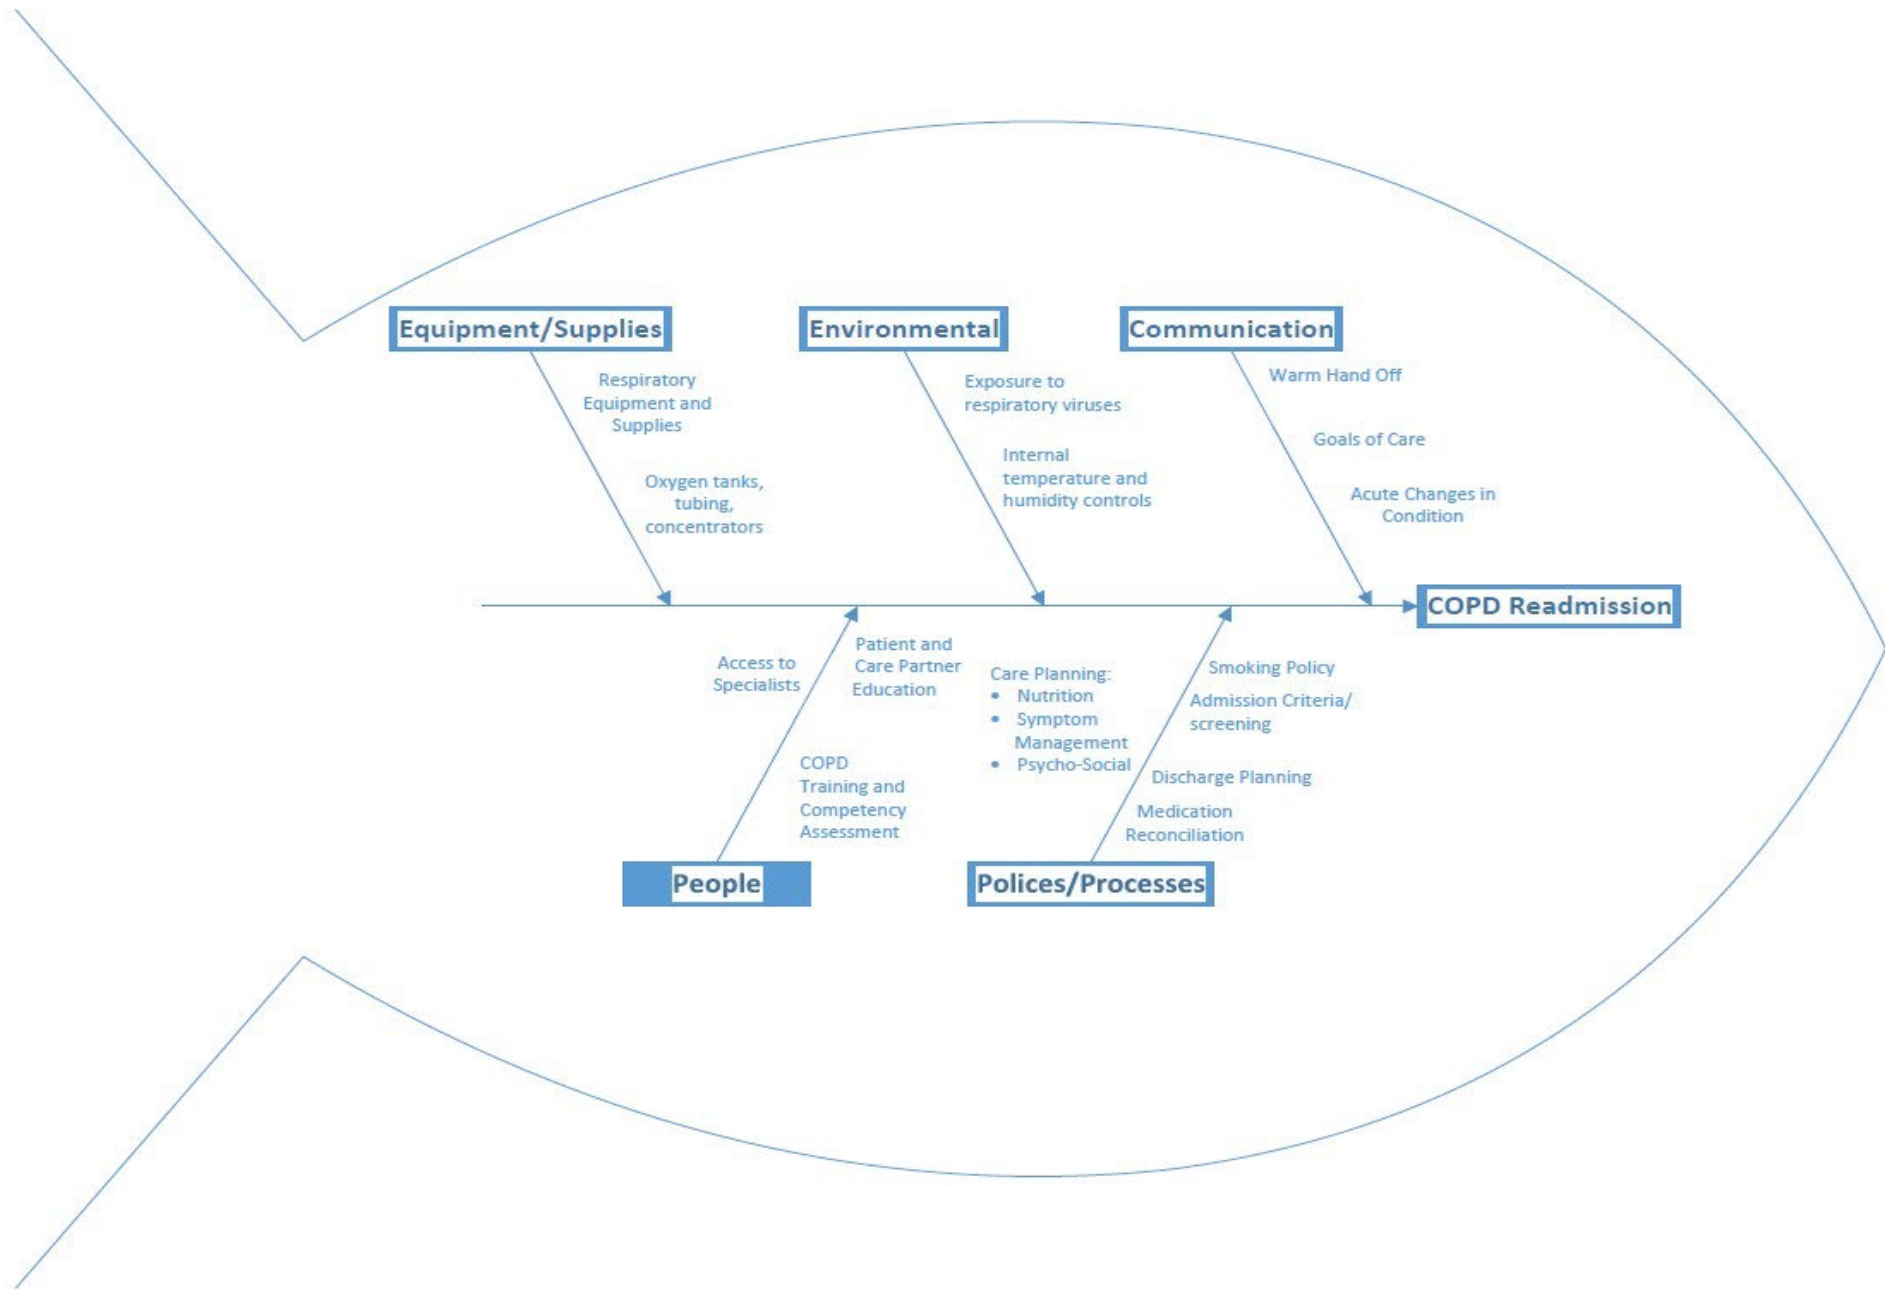 Equipment/Supplies
Respiratory
Equipment and
Supplies
Oxygen tanks,
tubing,
concentrators
Environmental
Exposure to
respiratory viruses
Internal
temperature and
humidity controls
Communication
Warm Hand Off
Goals of Care
Acute Changes in
Condition
COPD Readmission
Access to
Specialists
Patient and
Care Partner
Education
COPD
Training and
Competency
Assessment
People
Care Planning:
• Nutrition
• Symptom
Management
• Psycho-Social
Smoking Policy
Admission Criteria/
screening
Discharge Planning
Medication
Reconciliation
Polices/Processes